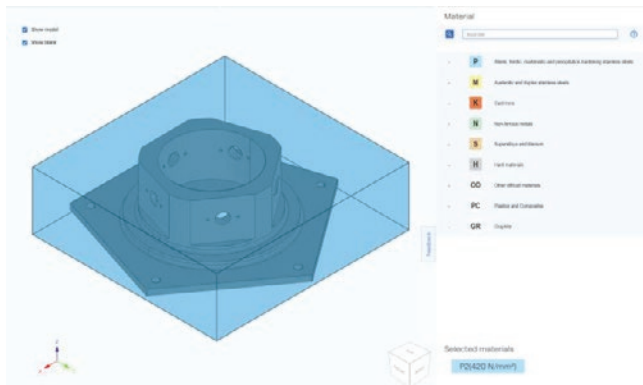 Show model
Show blank
Material
P Steels, ferritic, martensitic and precipitation hardening stainless steels
M Austenitic and duplex stainless steels
K Cast irons
N Non-ferrous metals
S Superalloys and titanium
H Hard materials
CO Other difficult materials
PC Plastics and Composites
GR Graphite
Feedback
Selected materials
P2(420 N/mm²)